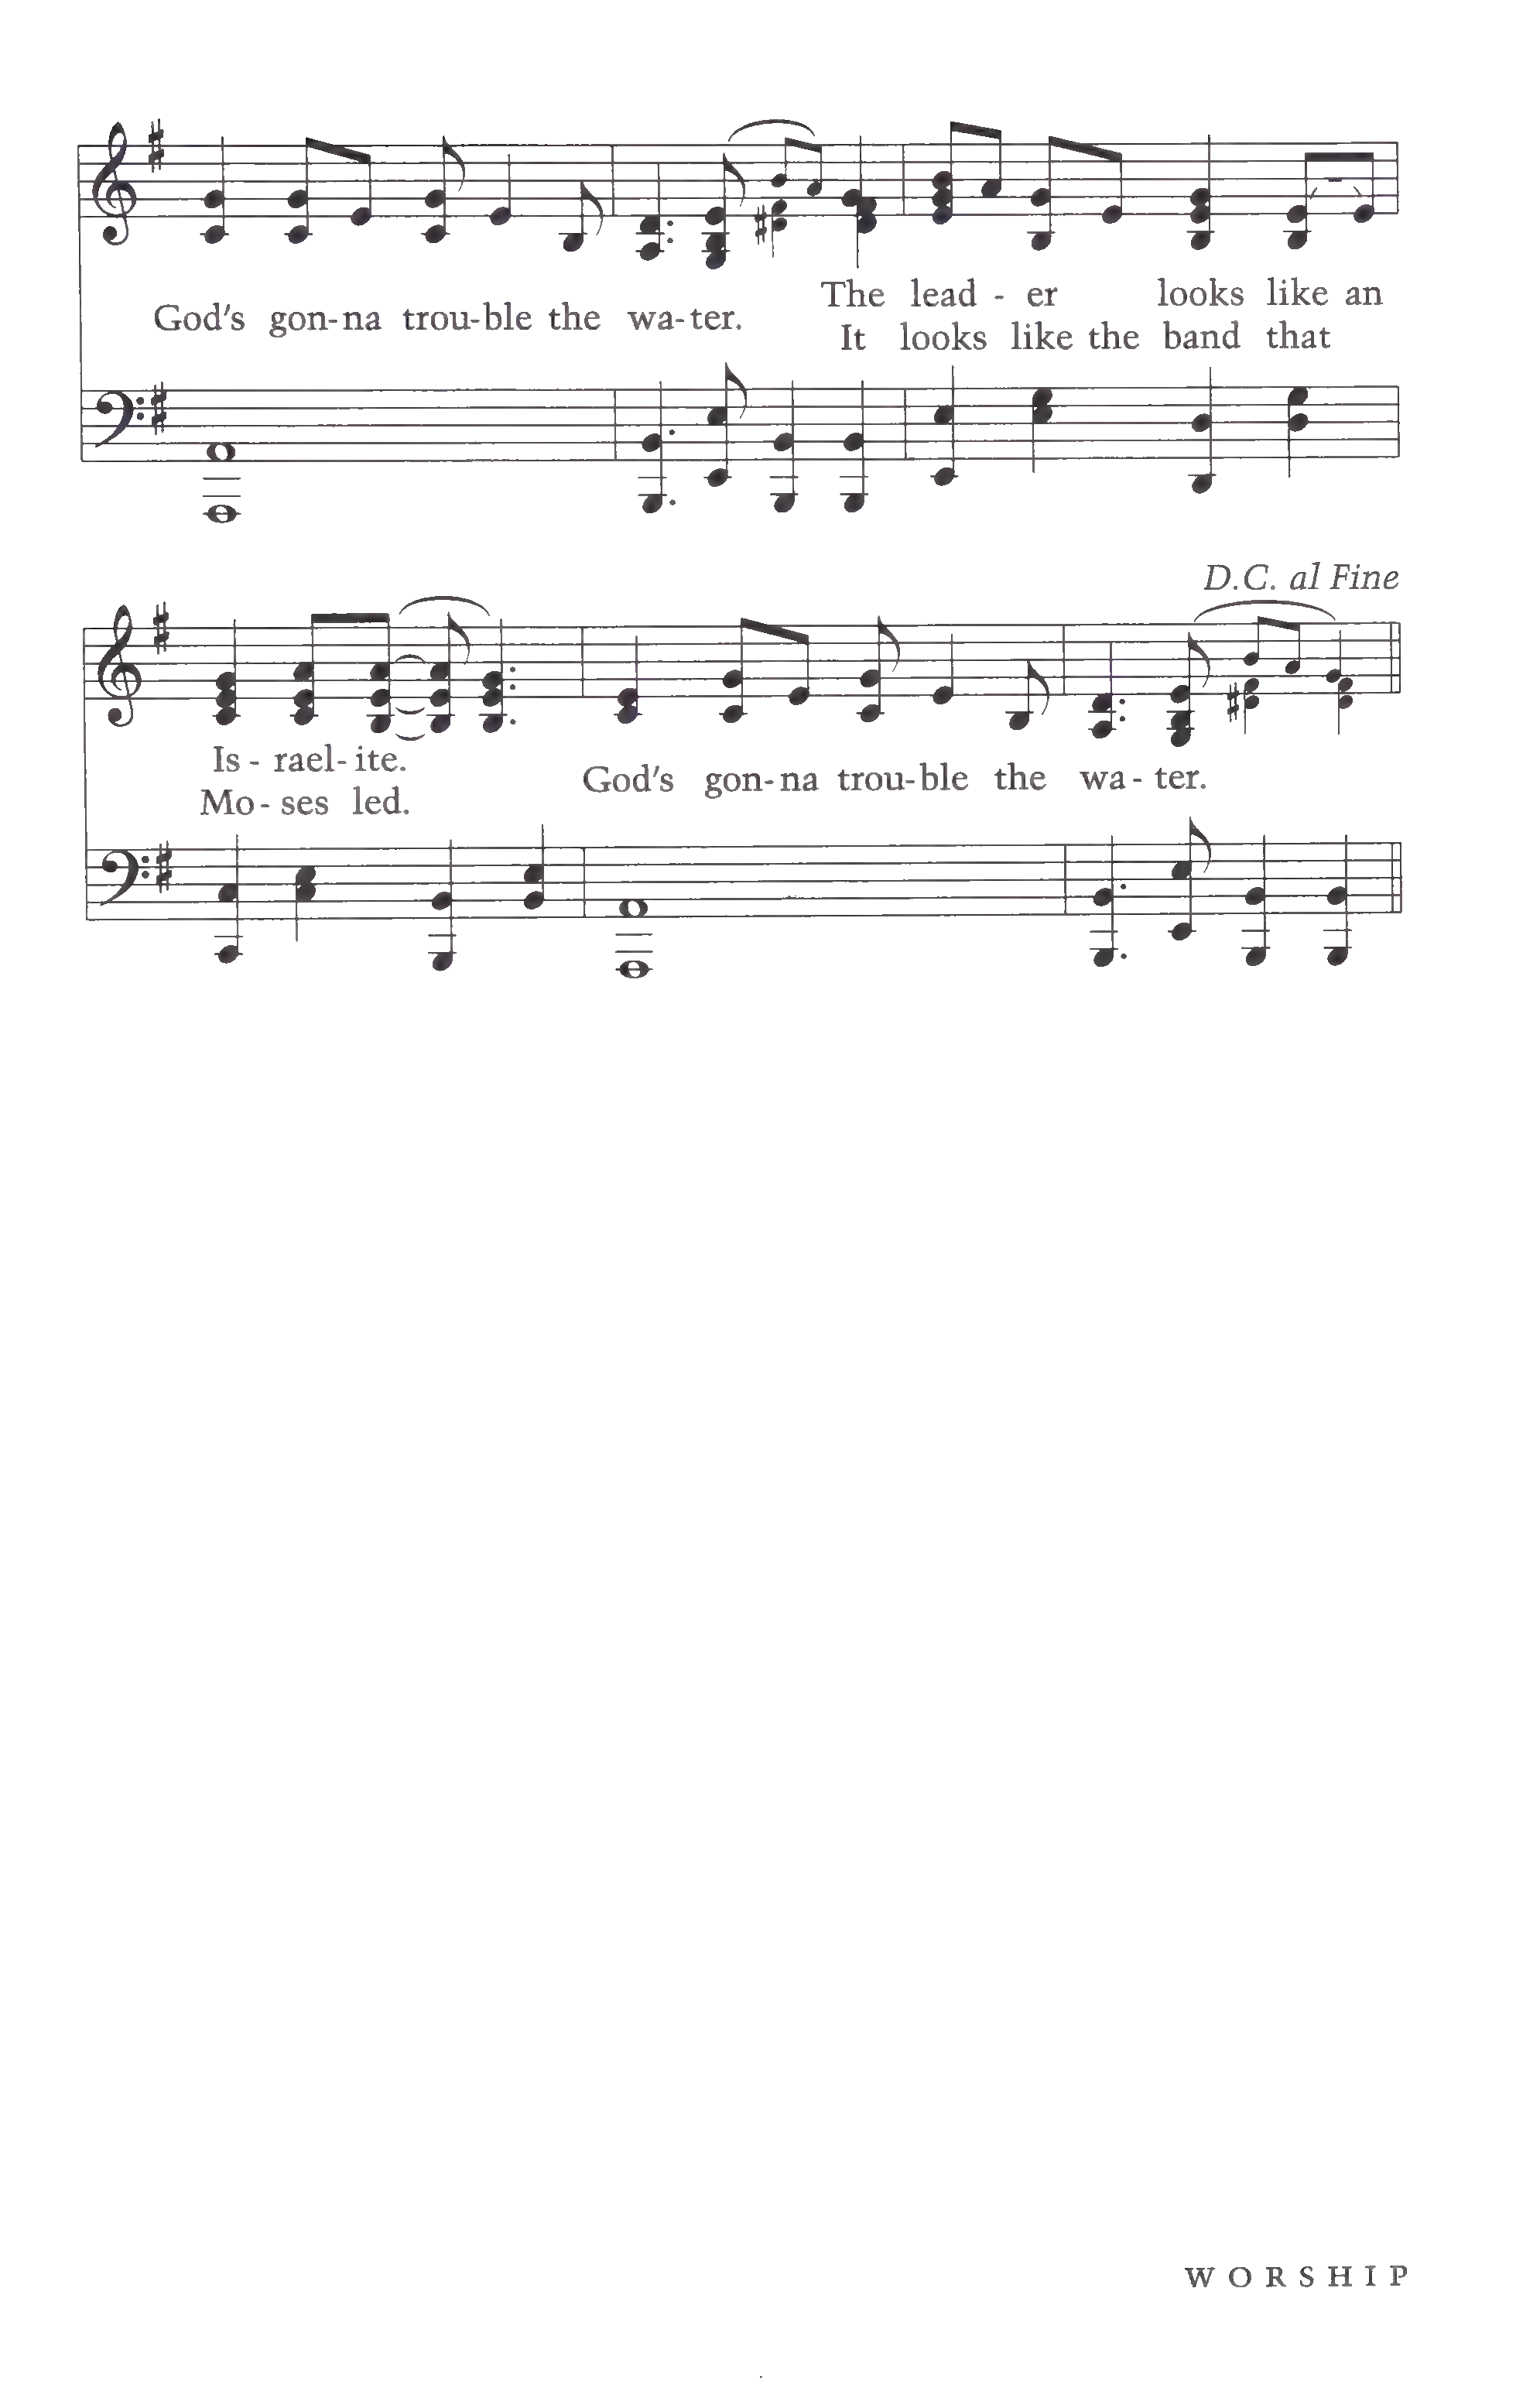 The lead - er looks like an
God's gon-na trou-ble the wa-ter.
It looks like the band that
D.C. al Fine
Is - rael- ite.
God's gon-na trou-ble the wa - ter.
Mo - ses led.
WORSHIP